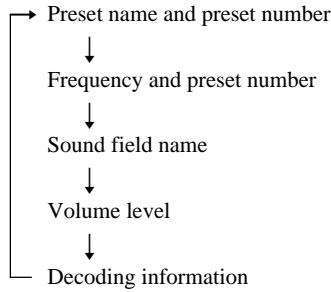 Preset name and preset number
Frequency and preset number
Sound field name
Volume level
Decoding information